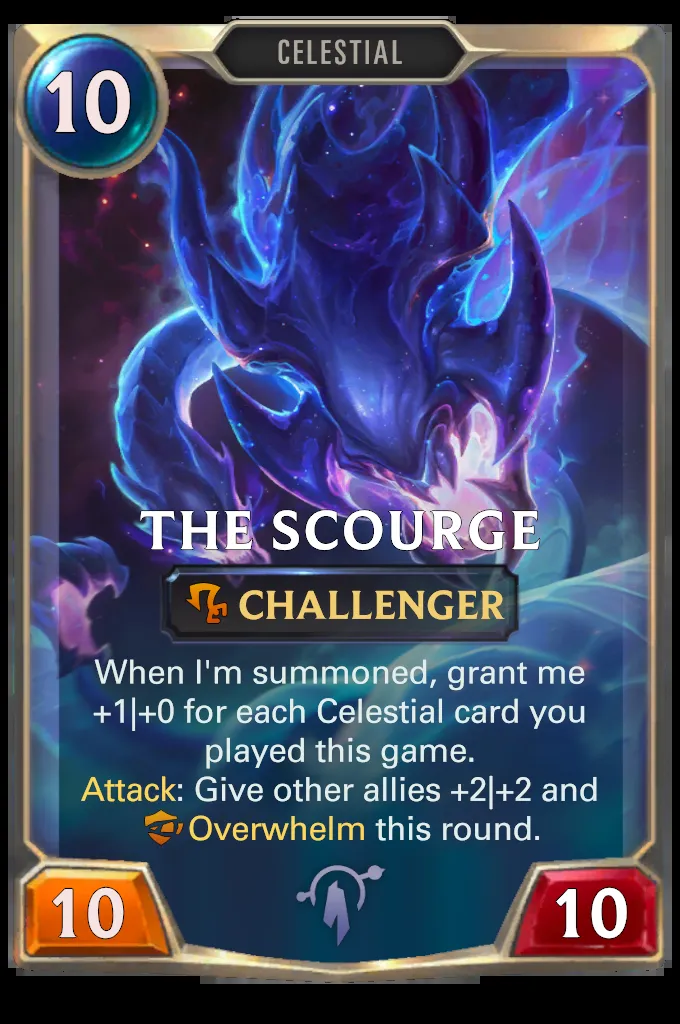 CELESTIAL
10
THE SCOURGE
CHALLENGER
When I'm summoned, grant me
+1|+0 for each Celestial card you
played this game.
Attack: Give other allies +2|+2 and
Overwhelm this round.
10
10